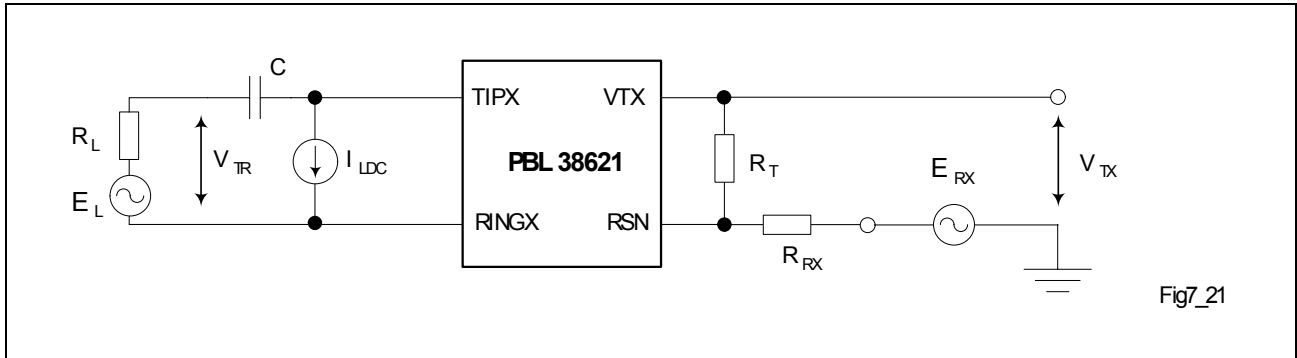 C
TIPX VTX
R L
V TR
I LDC
PBL 38621
R T
V TX
E RX
E L
RINGX RSN
R RX
Fig7_21